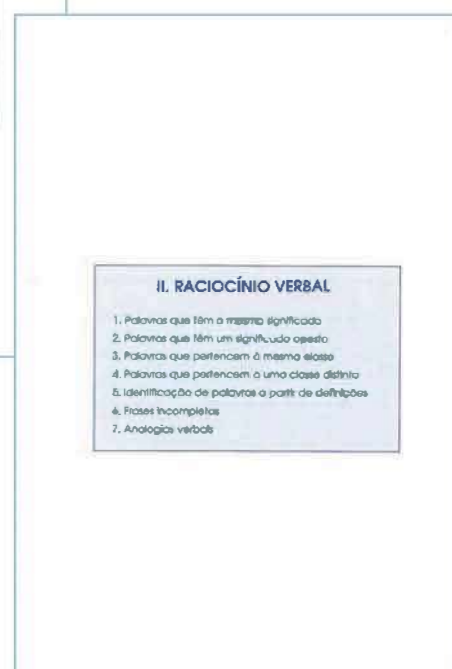 II. RACIOCÍNIO VERBAL
1. Palavras que têm o mesmo significado
2. Palavras que têm um significado oposto
3. Palavras que pertencem à mesma classe
4. Palavras que pertencem a uma classe distinta
5. Identificação de palavras a partir de definições
6. Frases incompletas
7. Analogias verbais